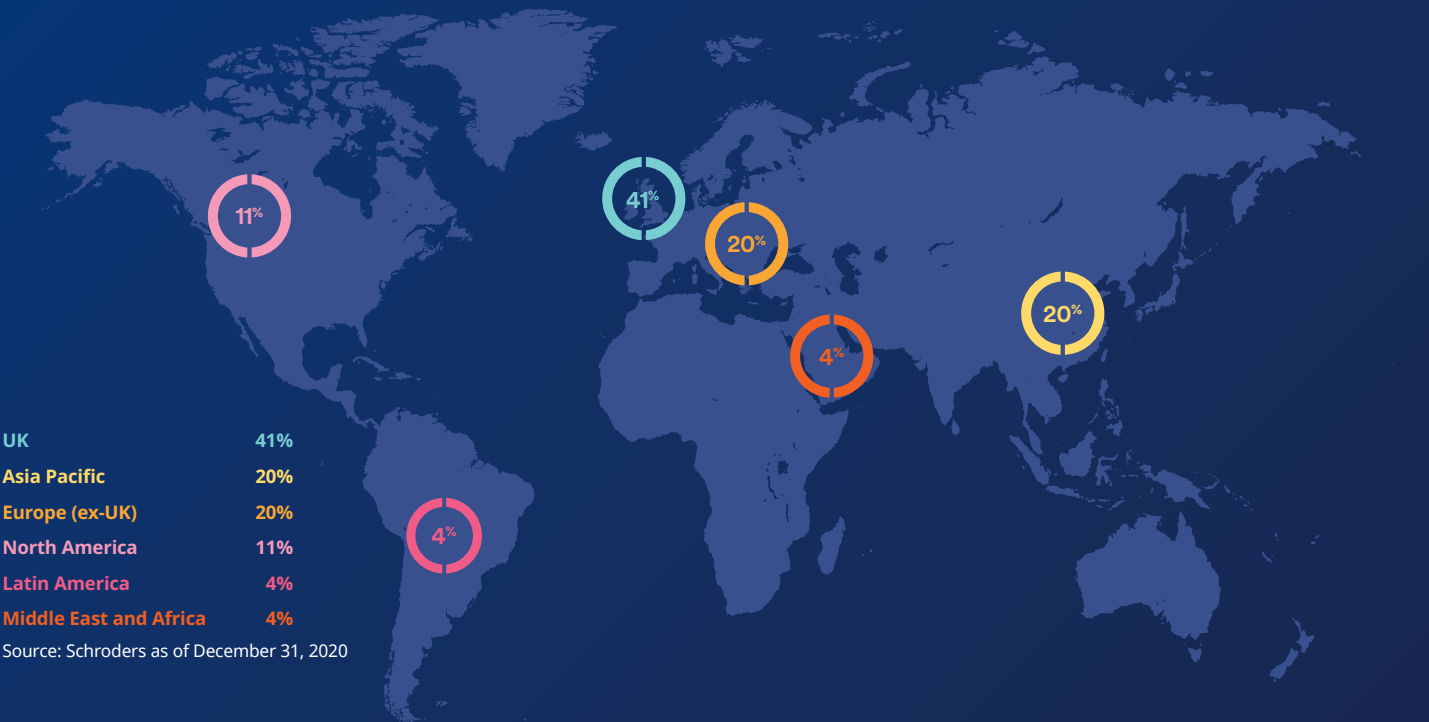 41%
11%
20%
20%
4%
UK 41%
Asia Pacific 20%
Europe (ex-UK) 20%
4%
North America 11%
Latin America 4%
Middle East and Africa 4%
Source: Schroders as of December 31, 2020